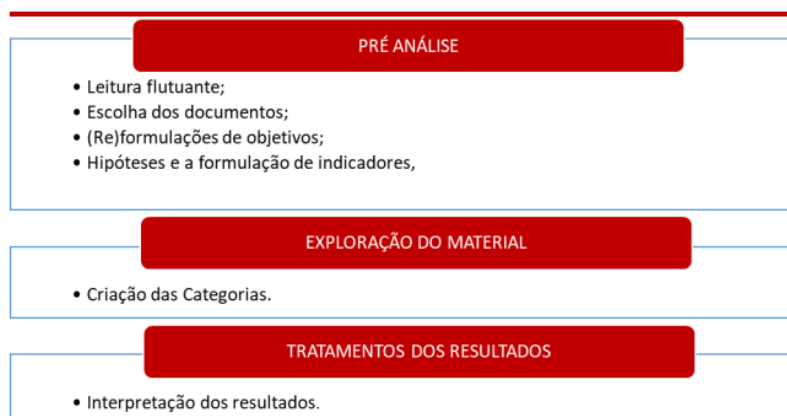 PRÉ ANÁLISE
• Leitura flutuante;
• Escolha dos documentos;
• (Re)formulações de objetivos;
• Hipóteses e a formulação de indicadores,
EXPLORAÇÃO DO MATERIAL
• Criação das Categorias.
TRATAMENTOS DOS RESULTADOS
• Interpretação dos resultados.